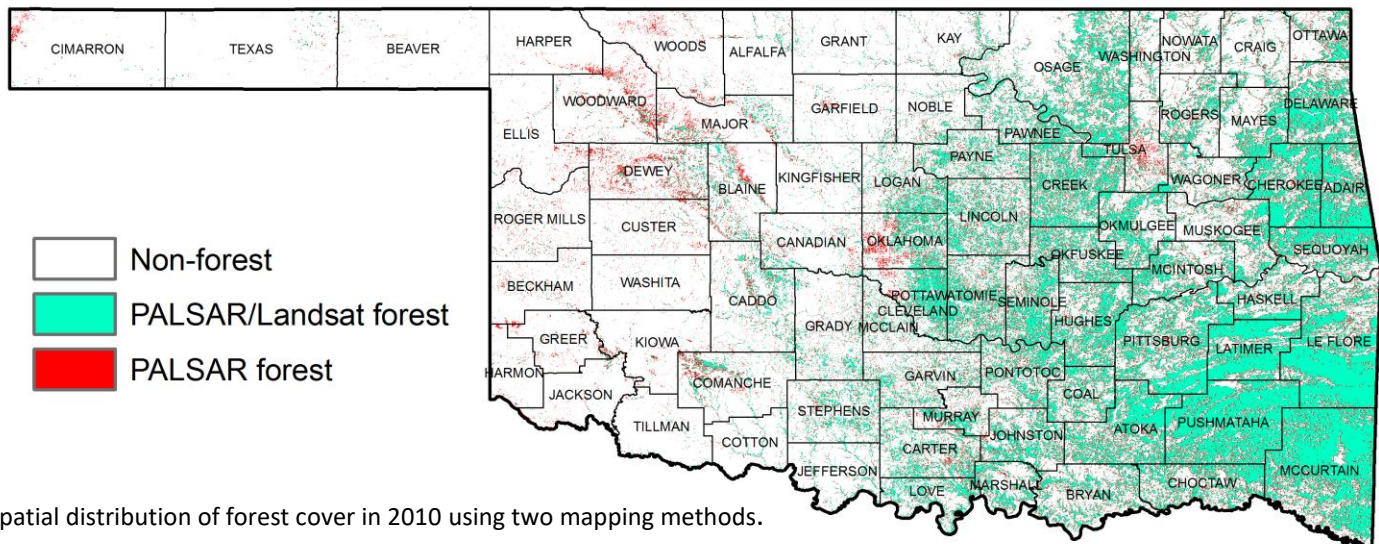 CIMARRON
TEXAS
BEAVER
HARPER
WOODS
ALFALFA
GRANT
KAY
OSAGE
WASHINGTON
NOWATA
CRAIG
OTTAWA
WOODWARD
ELLIS
MAJOR
GARFIELD
NOBLE
PAWNEE
ROGERS
MAYES
DELAWARE
TULSA
DEWEY
BLAINE
KINGFISHER
LOGAN
PAYNE
CREEK
WAGONER
CHEROKEE
ADAIR
ROGER MILLS
CUSTER
CANADIAN
OKLAHOMA
LINCOLN
OKMULGEE
MUSKOGEE
SEQUOYAH
OKFUSKEE
MCINTOSH
BECKHAM
WASHITA
CADDO
GRADY
MCCLAIN
CLEVELAND
POTTAWATOMIE
SEMINOLE
HUGHES
HASKELL
PITTSBURG
LATIMER
LE FLORE
GREER
KIOWA
HARMON
JACKSON
COMANCHE
GARVIN
PONTOTOC
COAL
STEPHENS
MURRAY
TILLMAN
COTTON
CARTER
JOHNSTON
ATOKA
PUSHMATAHA
JEFFERSON
LOVE
MARSHALL
BRYAN
CHOCTAW
MCCURTAIN
Non-forest
PALSAR/Landsat forest
PALSAR forest
patial distribution of forest cover in 2010 using two mapping methods.